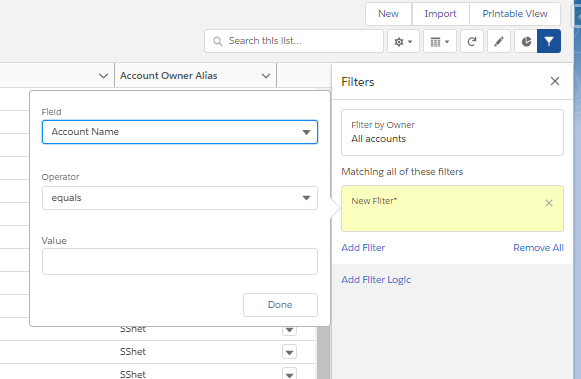 New
Import
Printable View
Search this list...
Account Owner Alias
Filters
Field
Account Name
Filter by Owner
All accounts
Matching all of these filters
Operator
equals
New Filter*
Value
Add Filter
Remove All
Add Filter Logic
Done
SShet
SShet
SShet